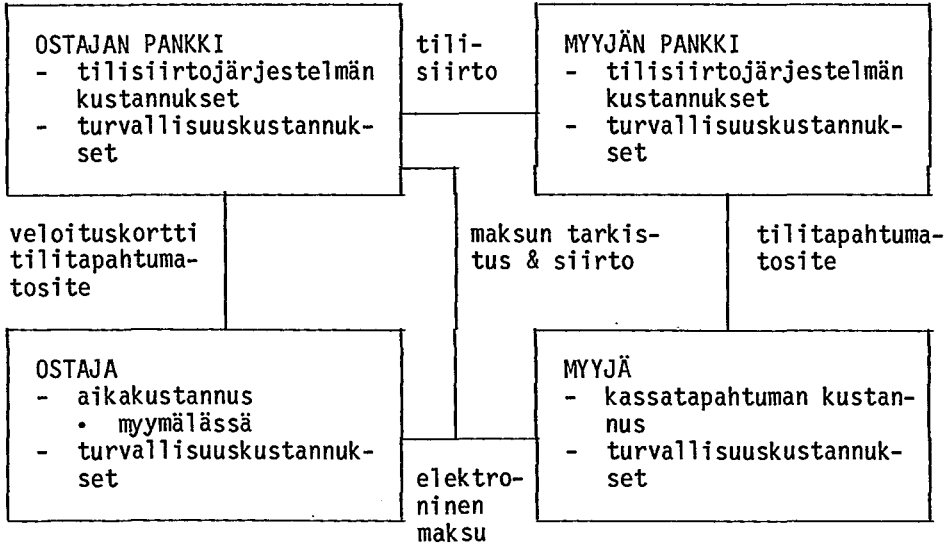 OSTAJAN PANKKI
- tilisiirtojärjestelmän
kustannukset
- turvallisuuskustannuk-
set
tili-
siirto
MYYJÄN PANKKI
- tilisiirtojärjestelmän
kustannukset
- turvallisuuskustannuk-
set
veloituskortti
tilitapahtuma-
tosite
maksun tarkis-
tus & siirto
tilitapahtuma-
tosite
OSTAJA
- aikakustannus
• myymälässä
- turvallisuuskustannuk-
set
elektro-
ninen
maksu
MYYJÄ
- kassatapahtuman kustan-
nus
- turvallisuuskustannuk-
set